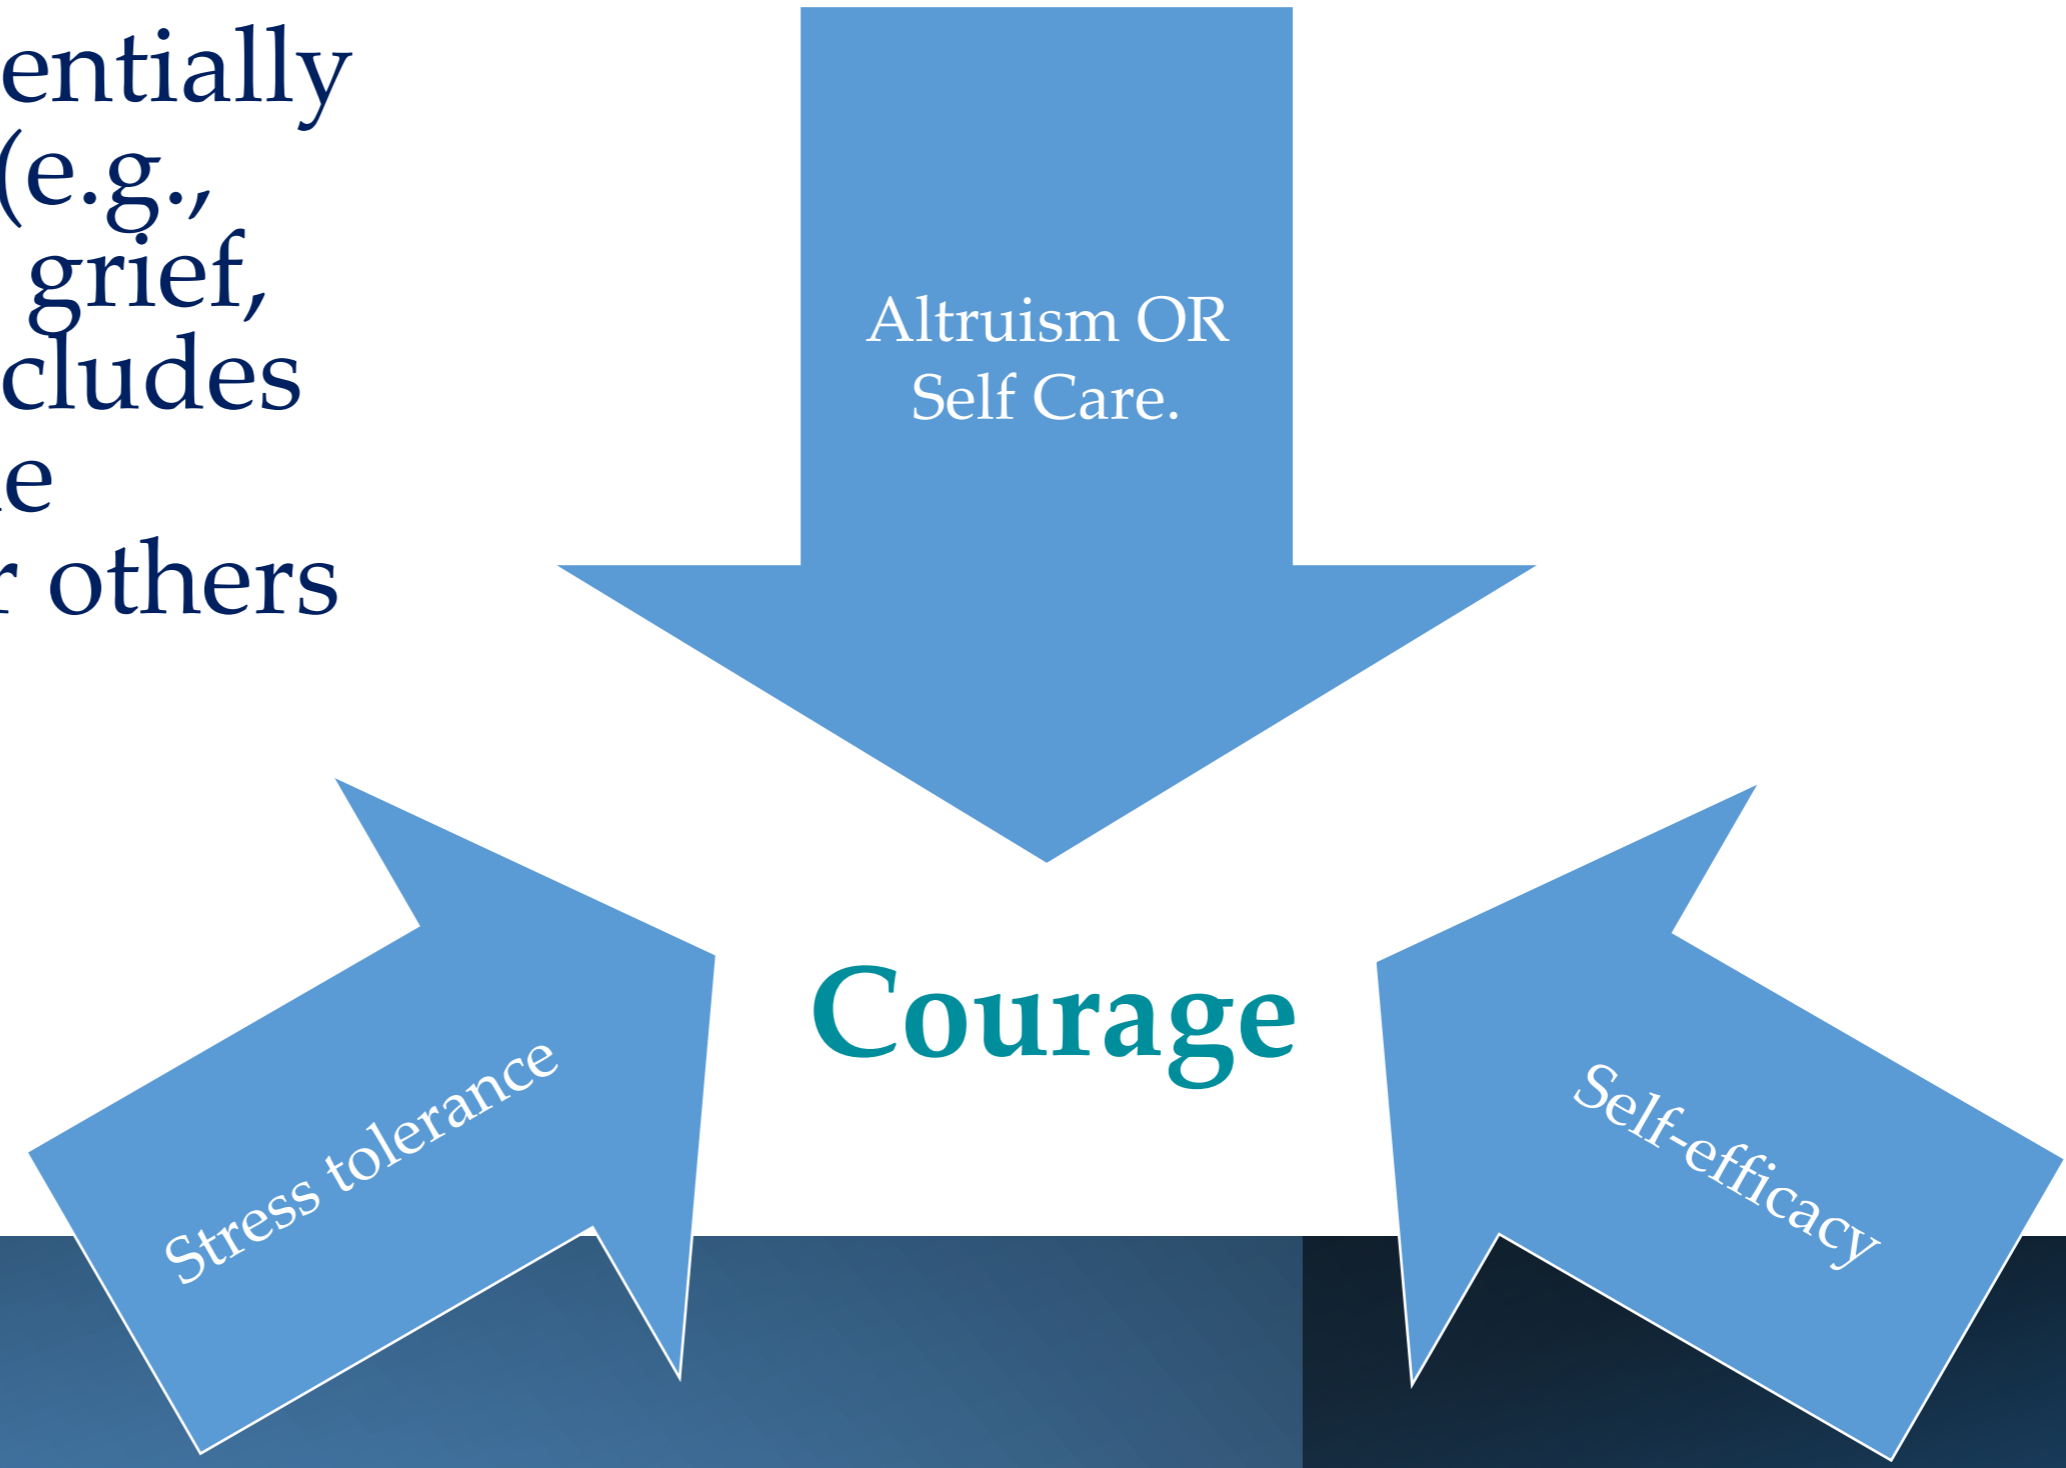 entially
(e.g.,
grief,
cludes
e
r others
Altruism OR
Self Care.
Courage
Stress tolerance
Self-efficacy